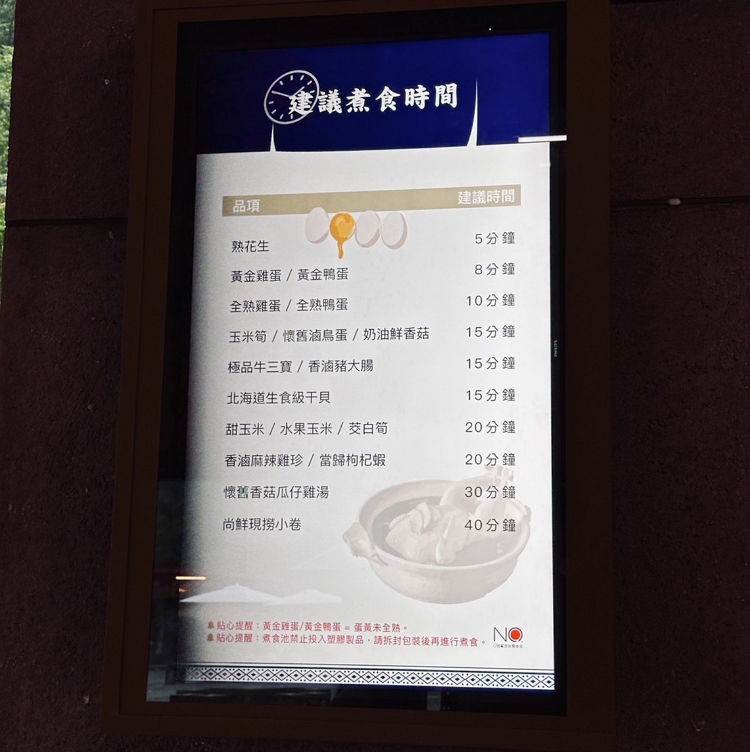 建議煮食時間
品項 建議時間
熟花生 5分鐘
黃金雞蛋 / 黃金鴨蛋 8分鐘
全熟雞蛋 / 全熟鴨蛋 10分鐘
玉米筍 / 懷舊滷鳥蛋 / 奶油鮮香菇 15分鐘
極品牛三寶 / 香滷豬大腸 15分鐘
北海道生食級干貝 15分鐘
甜玉米 / 水果玉米 / 茭白筍 20分鐘
香滷麻辣雞珍 / 當歸枸杞蝦 20分鐘
懷舊香菇瓜仔雞湯 30分鐘
尚鮮現撈小卷 40分鐘
貼心提醒：黃金雞蛋/黃金鴨蛋 = 蛋黃未全熟。
貼心提醒：煮食池禁止投入塑膠製品，請拆封包裝後再進行煮食。
NO